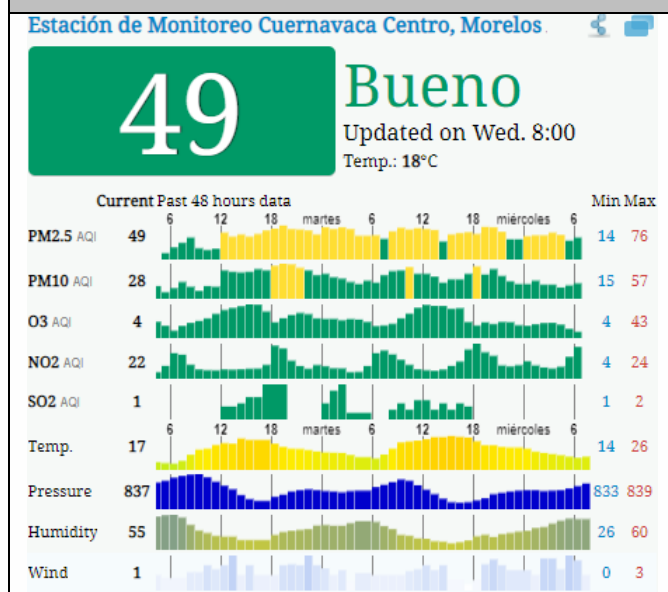 Estación de Monitoreo Cuernavaca Centro, Morelos.
49
Bueno
Updated on Wed. 8:00
Temp.: 18°C
Current Past 48 hours data Min Max
6 12 18 martes 6 12 18 miércoles 6
PM2.5 AQI 49 14 76
PM10 AQI 28 15 57
O3 AQI 4 4 43
NO2 AQI 22 4 24
SO2 AQI 1 1 2
6 12 18 martes 6 12 18 miércoles 6
Temp. 17 14 26
Pressure 837 833 839
Humidity 55 26 60
Wind 1 0 3